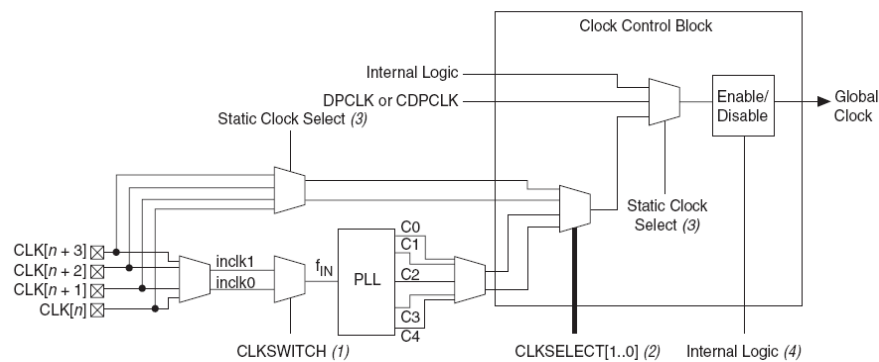 Clock Control Block
Internal Logic
DPCLK or CDPCLK
Static Clock Select (3)
Enable/
Disable
Global
Clock
Static Clock
Select (3)
CLK[n + 3]
CLK[n + 2]
CLK[n + 1]
CLK[n]
inclk1
inclk0
fIN
PLL
C0
C1
C2
C3
C4
CLKSWITCH (1)
CLKSELECT[1..0] (2)
Internal Logic (4)